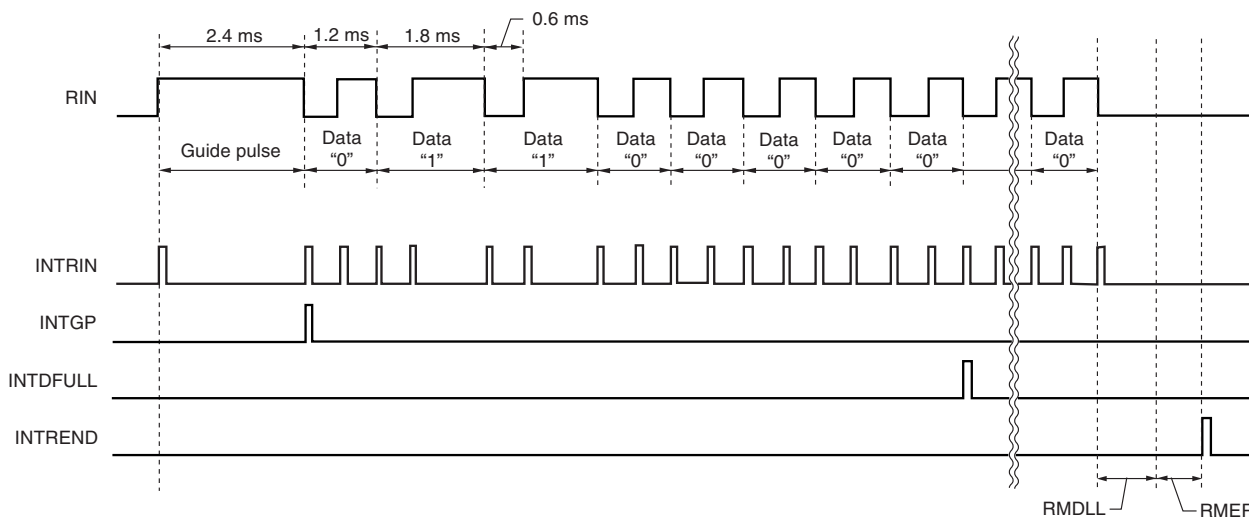 0.6 ms
2.4 ms 1.2 ms 1.8 ms
RIN
Guide pulse
Data
“0”
Data
“1”
Data
“1”
Data
“0”
Data
“0”
Data
“0”
Data
“0”
Data
“0”
Data
“0”
INTRIN
INTGP
INTDFULL
INTREND
RMDLL